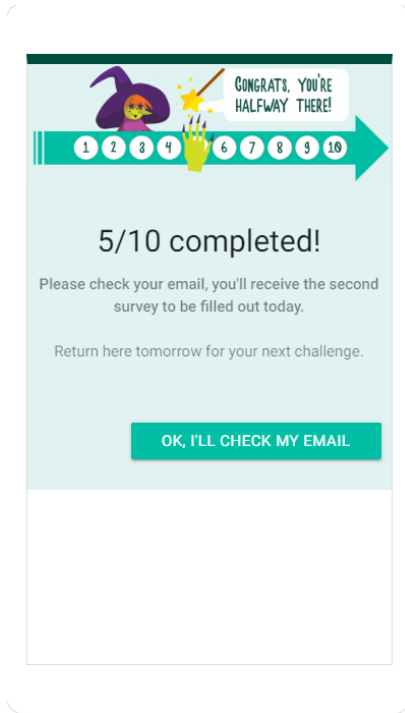 CONGRATS, YOU'RE
HALFWAY THERE!
1 2 3 4 6 7 8 9 10
5/10 completed!
Please check your email, you'll receive the second
survey to be filled out today.
Return here tomorrow for your next challenge.
OK, I'LL CHECK MY EMAIL